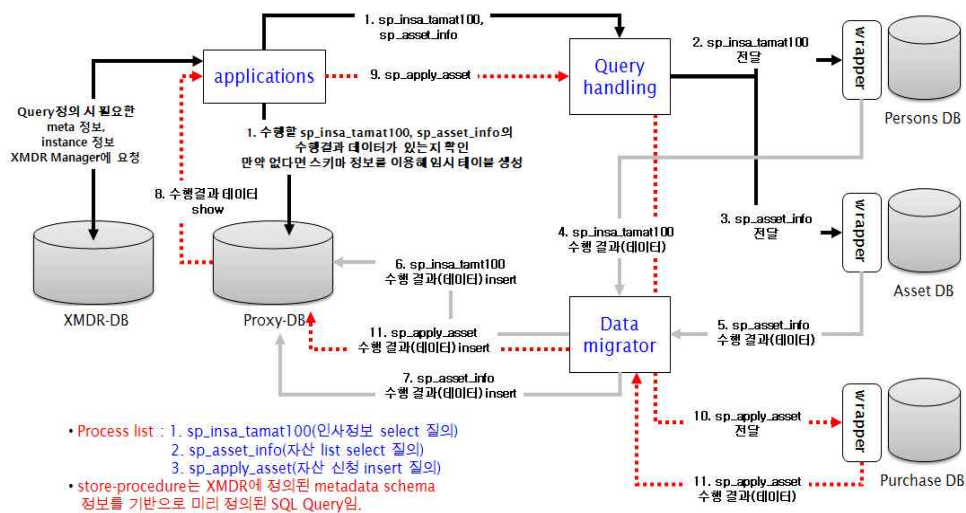 1. sp_insa_tamat100,
sp_asset_info
applications
9. sp_apply_asset
Query
handling
2. sp_insa_tamat100
전달
wrapper
Persons DB
Query정의 시 필요한
meta 정보,
instance 정보
XMDR Manager에 요청
1. 수행할 sp_insa_tamat100, sp_asset_info의
수행결과 데이터가 있는지 확인
만약 없다면 스키마 정보를 이용해 임시 테이블 생성
8. 수행결과 데이터
show
4. sp_insa_tamat100
수행 결과(데이터)
3. sp_asset_info
전달
wrapper
Asset DB
XMDR-DB
Proxy-DB
6. sp_insa_tamt100
수행 결과(데이터) insert
11. sp_apply_asset
수행 결과(데이터) insert
7. sp_asset_info
수행 결과(데이터) insert
Data
migrator
5. sp_asset_info
수행 결과(데이터)
10. sp_apply_asset
전달
wrapper
11. sp_apply_asset
수행 결과(데이터)
Purchase DB
• Process list : 1. sp_insa_tamat100(인사정보 select 질의)
2. sp_asset_info(자산 list select 질의)
3. sp_apply_asset(자산 신청 insert 질의)
• store-procedure는 XMDR에 정의된 metadata schema
정보를 기반으로 미리 정의된 SQL Query임.